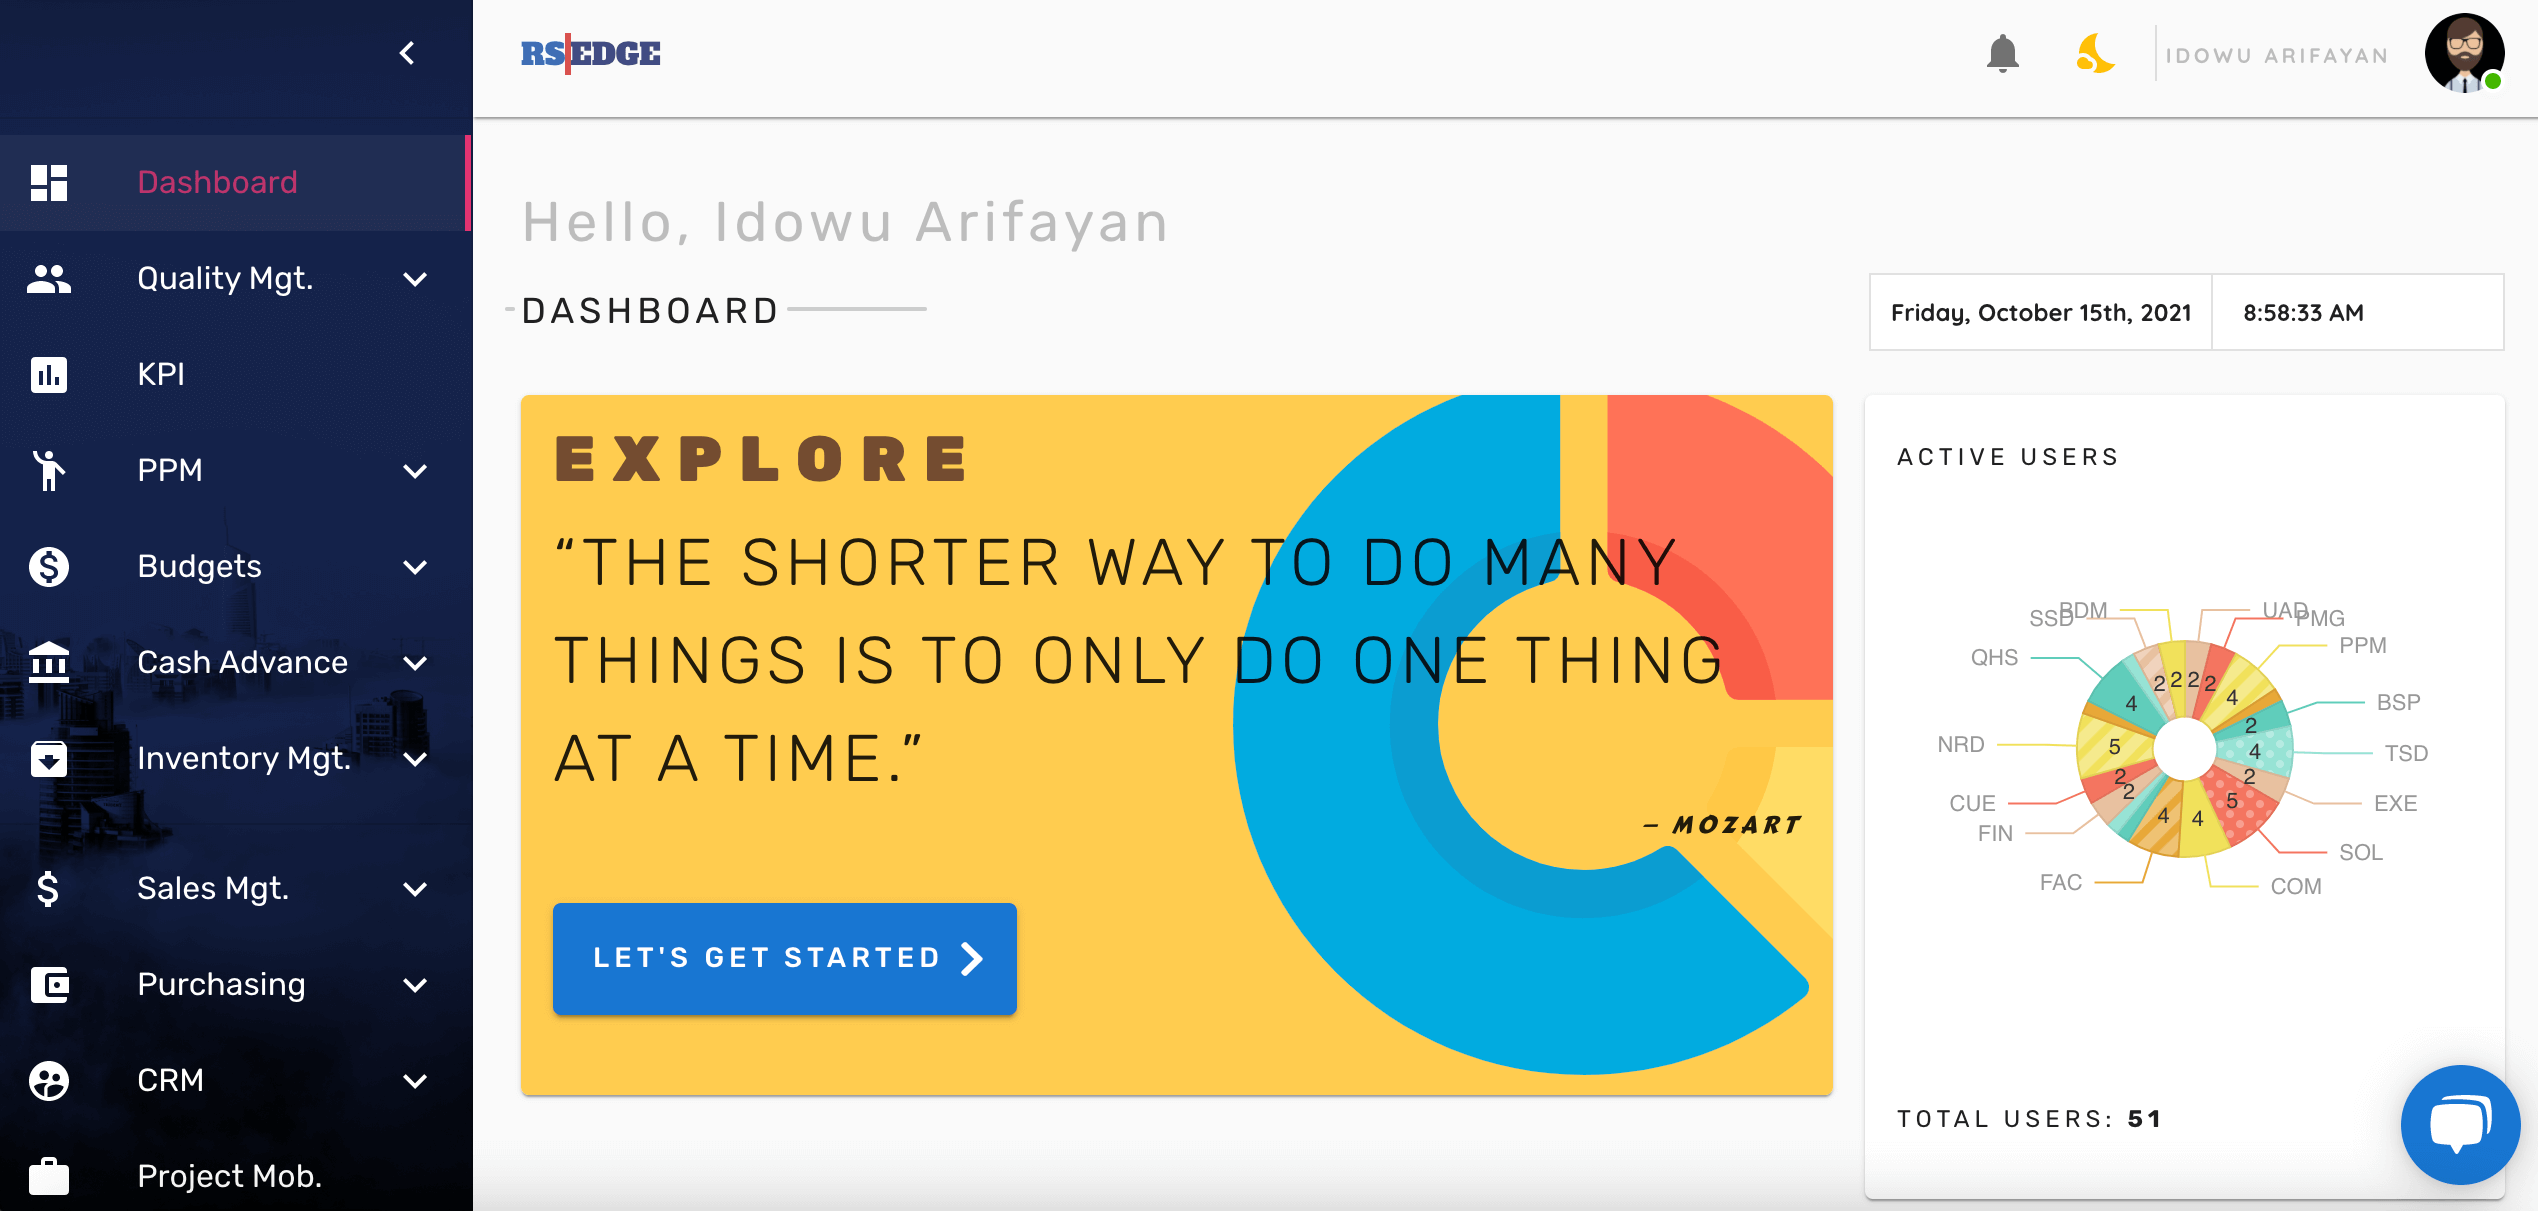 RS|EDGE
IDOWU ARIFAYAN
Dashboard
Quality Mgt.
KPI
PPM
Budgets
Cash Advance
Inventory Mgt.
Sales Mgt.
Purchasing
CRM
Project Mob.
Hello, Idowu Arifayan
DASHBOARD
Friday, October 15th, 2021
8:58:33 AM
EXPLORE
“THE SHORTER WAY TO DO MANY
THINGS IS TO ONLY DO ONE THING
AT A TIME.”
– MOZART
LET'S GET STARTED
ACTIVE USERS
BDM
UAD
SSD
PMG
PPM
QHS
BSP
NRD
TSD
CUE
EXE
FIN
SOL
FAC
COM
2
2
2
2
4
4
2
5
4
2
2
2
5
4
4
TOTAL USERS: 51